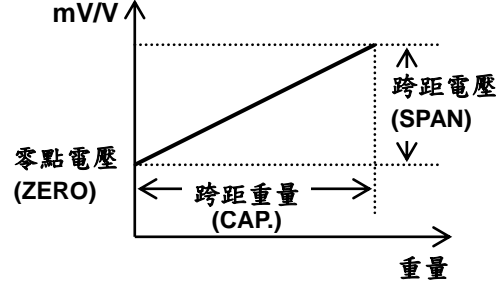 mV/V
跨距電壓
(SPAN)
零點電壓
(ZERO)
跨距重量
(CAP.)
重量